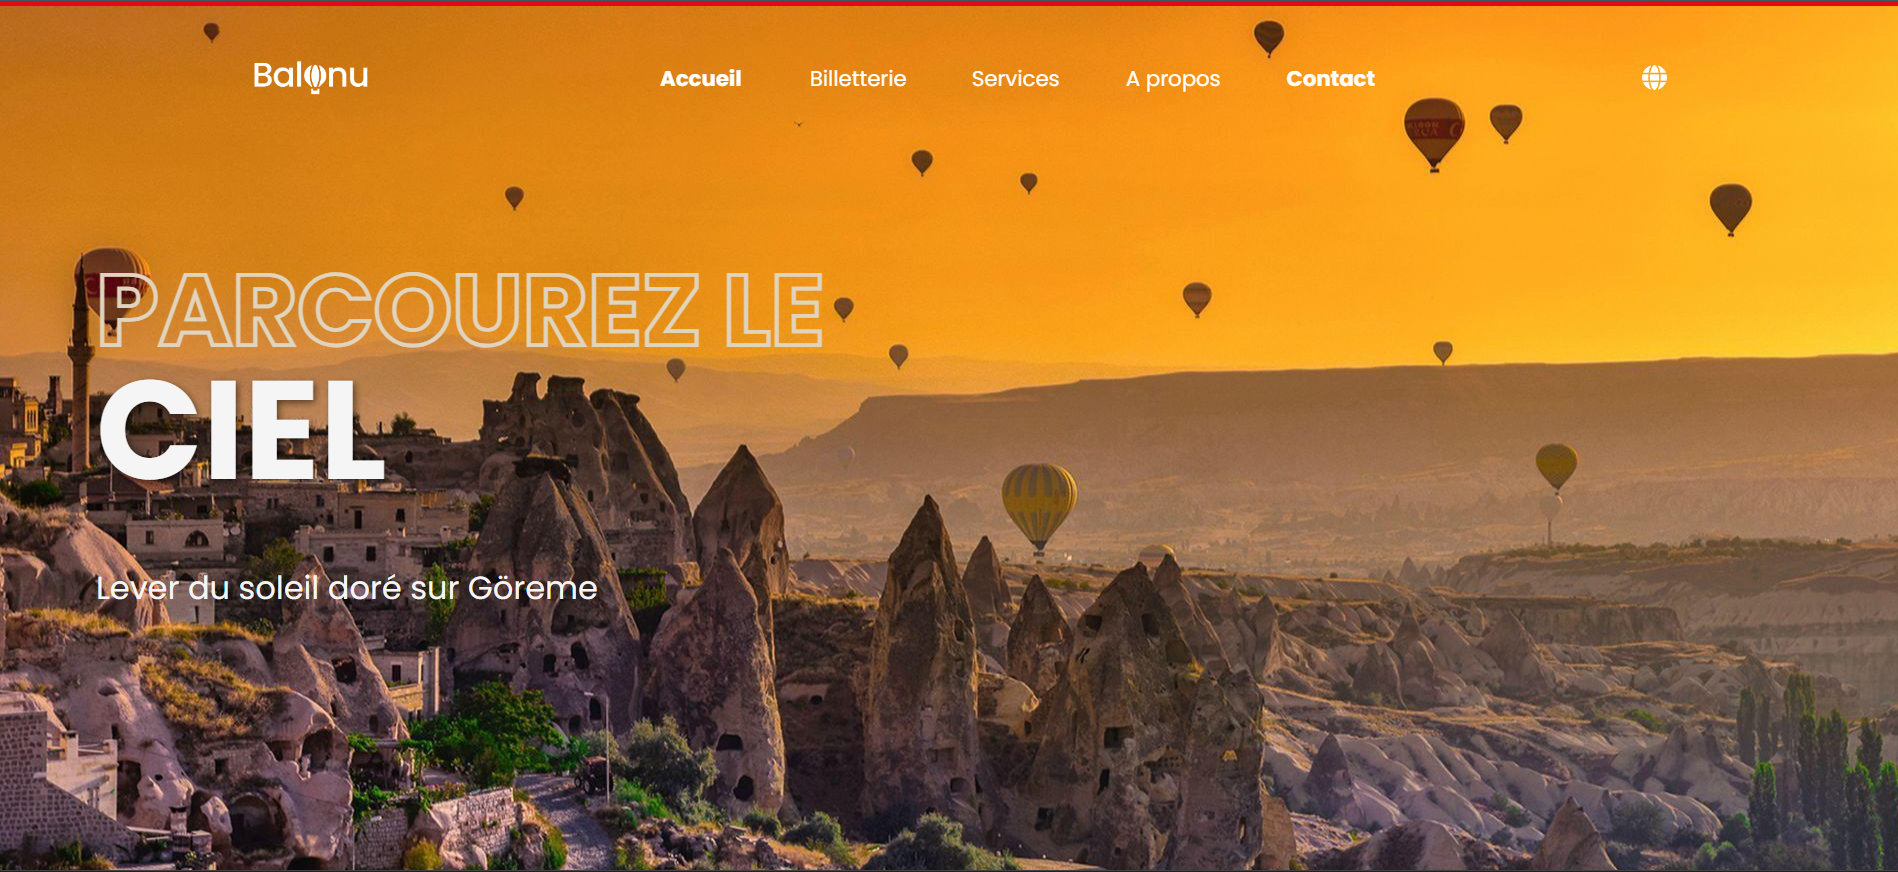 Balonu
Accueil Billetterie Services A propos Contact
PARCOUREZ LE
CIEL
Lever du soleil doré sur Göreme